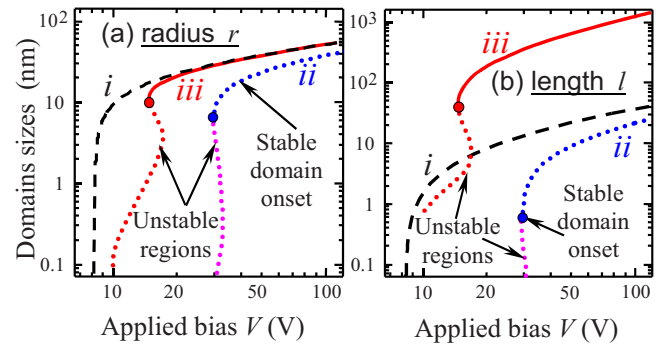 (a) radius r
i
iii
ii
Stable
domain
onset
Unstable
regions
Domains sizes (nm)
10²
10
1
0.1
10 20 50 100
Applied bias V (V)
iii
(b) length l
i
ii
Stable
domain
onset
Unstable
regions
10³
10²
10
1
0.1
10 20 50 100
Applied bias V (V)